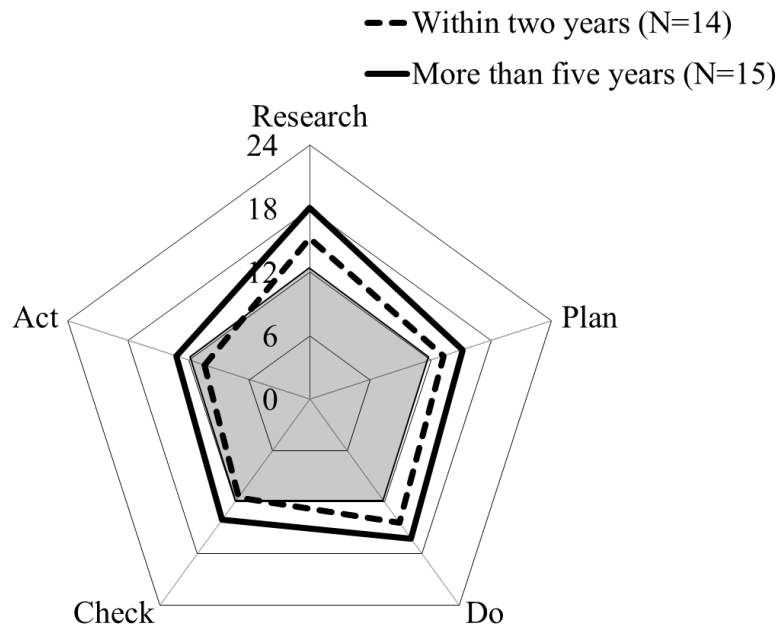 Within two years (N=14)
More than five years (N=15)
Research
24
18
12
6
0
Act
Plan
Check
Do